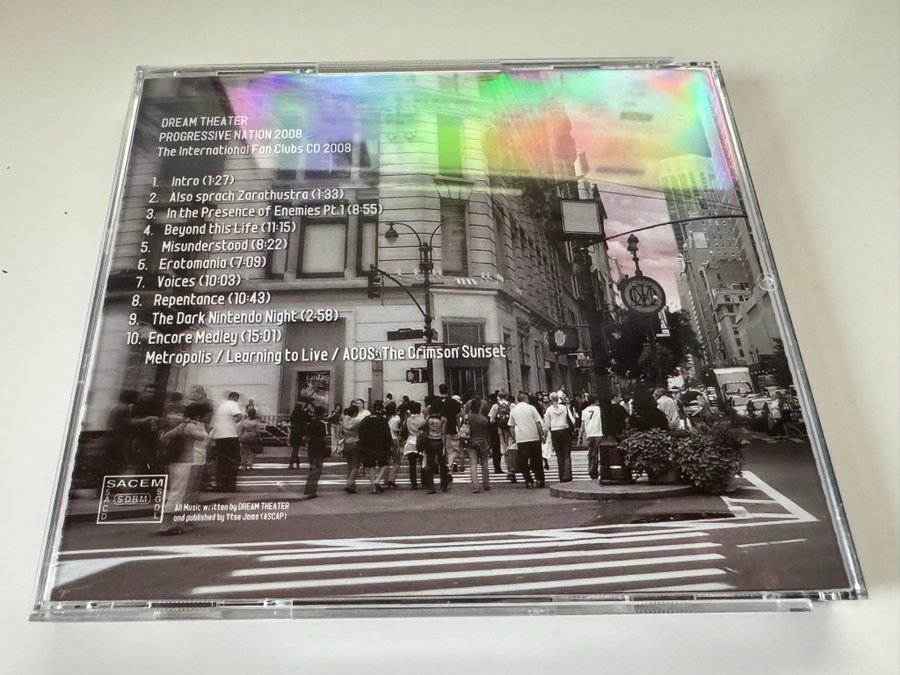 DREAM THEATER
PROGRESSIVE NATION 2008
The International Fan Clubs CD 2008
1. Intro (1:27)
2. Also sprach Zarathustra (1:33)
3. In the Presence of Enemies Pt.1 (8:55)
4. Beyond this Life (11:15)
5. Misunderstood (8:22)
6. Erotomania (7:09)
7. Voices (10:03)
8. Repentance (10:43)
9. The Dark Nintendo Night (2:58)
10. Encore Medley (15:01)
Metropolis / Learning to Live / ACOS:The Crimson Sunset
SACEM
SACD
SDRM
SGDL
All Music written by DREAM THEATER
and published by Ytse Jams (ASCAP)
7